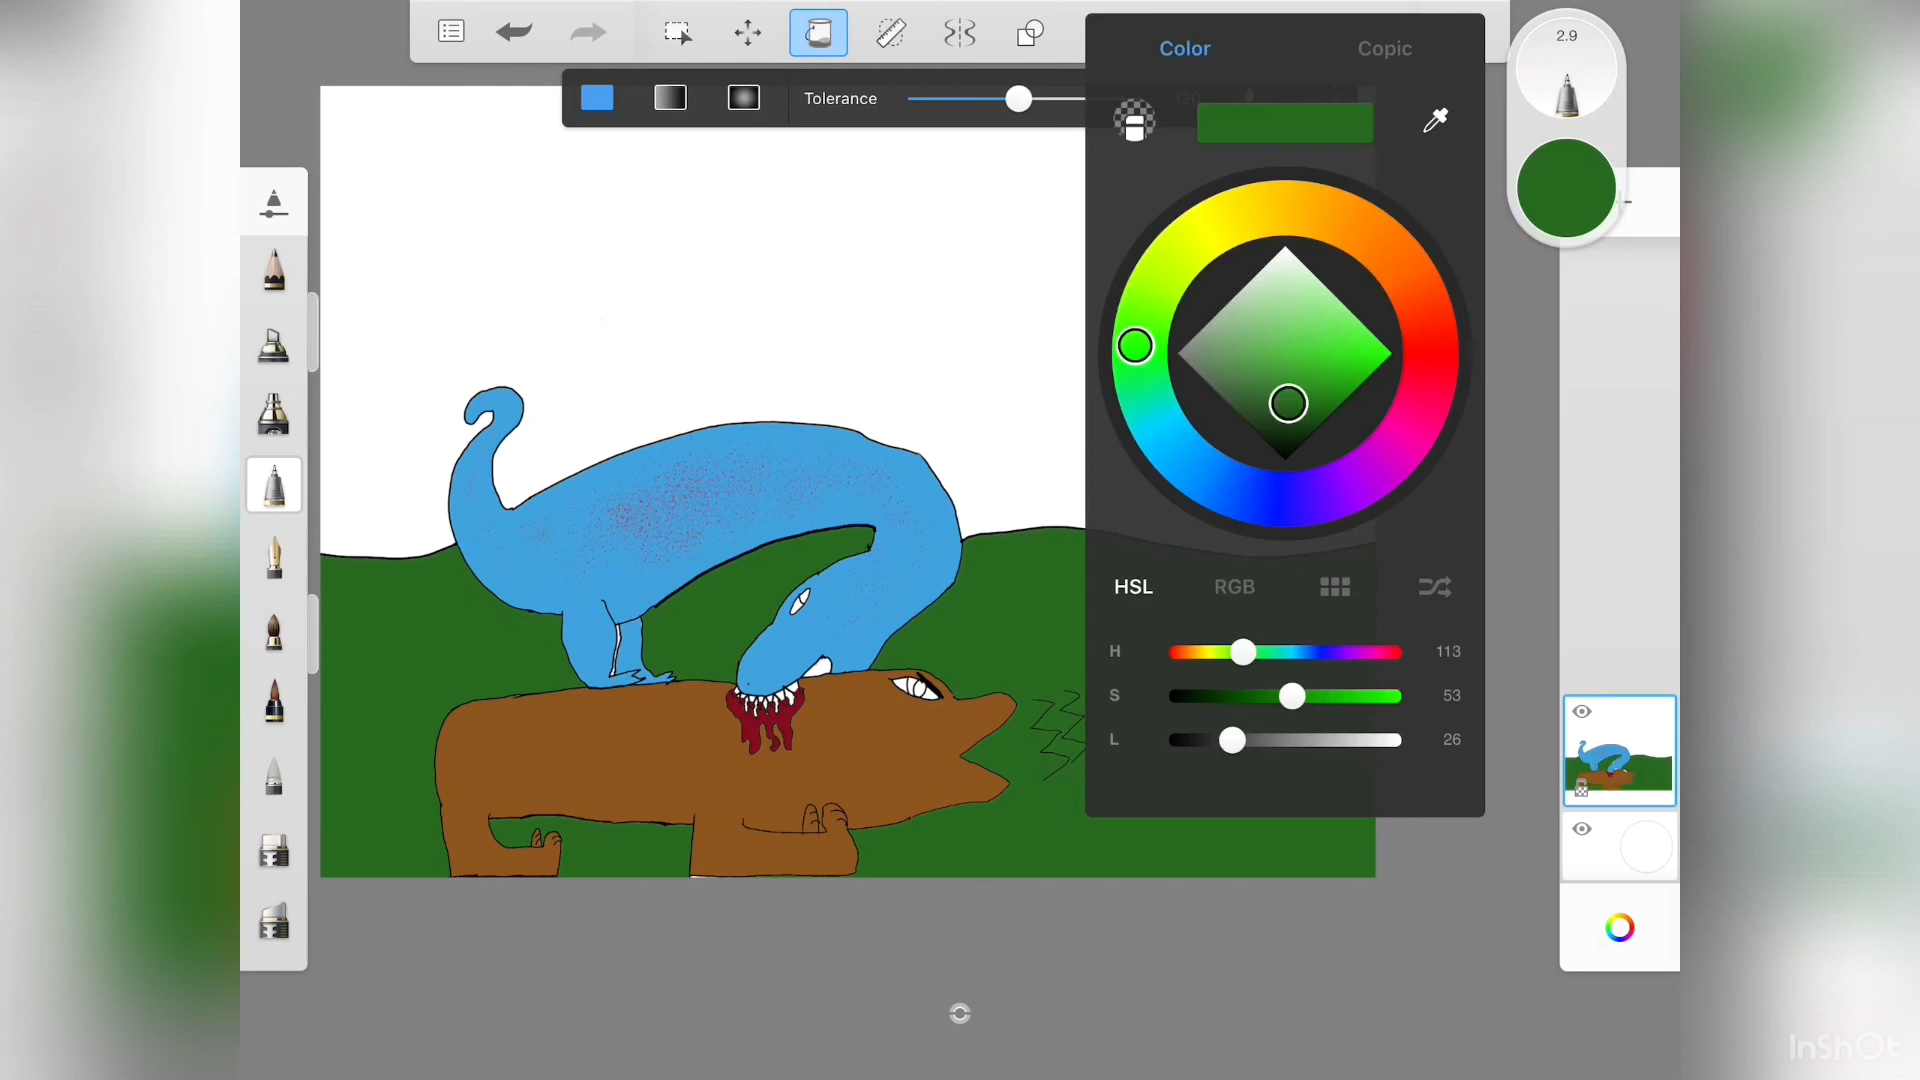 2.9
Color Copic
Tolerance
120
HSL RGB
H 113
S 53
L 26
InShOt